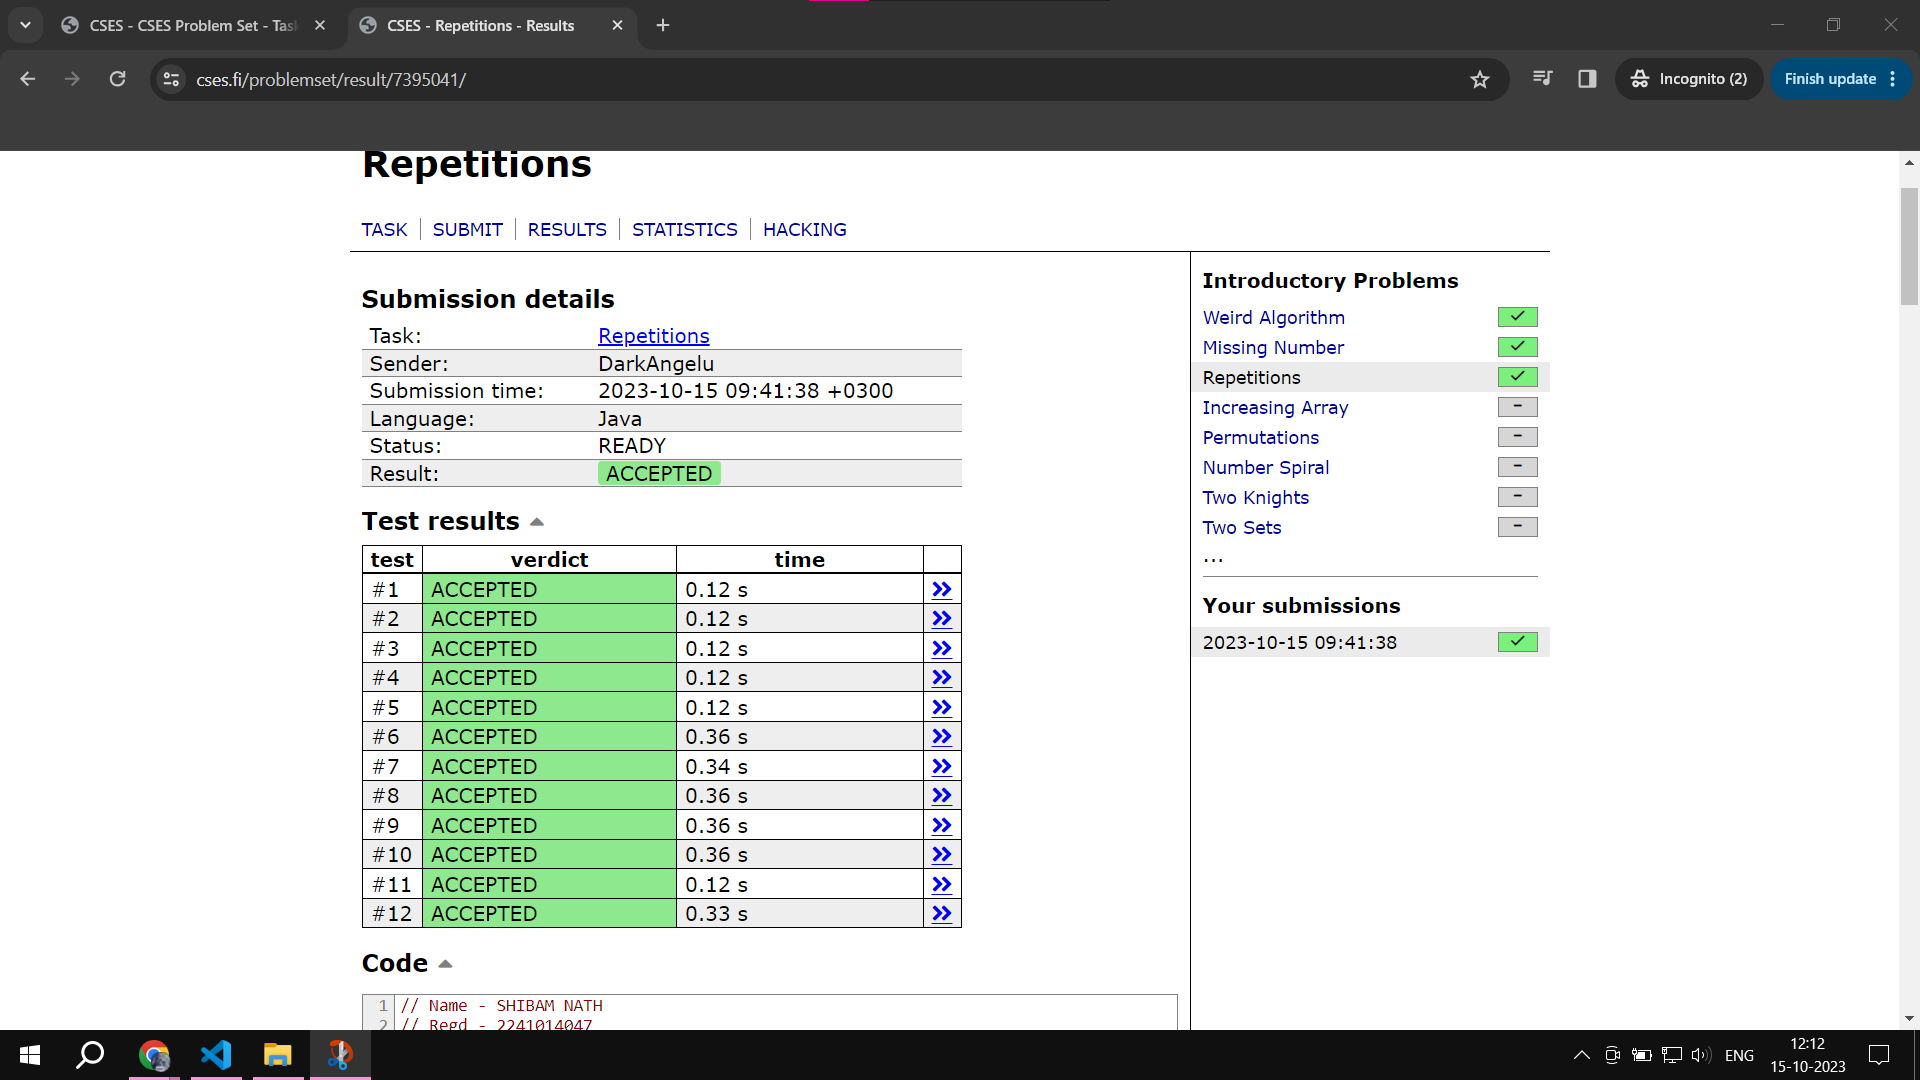 CSES - CSES Problem Set - Tas
CSES - Repetitions - Results
cses.fi/problemset/result/7395041/
Incognito (2)
Finish update
Repetitions
TASK
SUBMIT
RESULTS
STATISTICS
HACKING
Submission details
Task: Repetitions
Sender: DarkAngelu
Submission time: 2023-10-15 09:41:38 +0300
Language: Java
Status: READY
Result: ACCEPTED
Test results
test verdict time
#1 ACCEPTED 0.12 s
#2 ACCEPTED 0.12 s
#3 ACCEPTED 0.12 s
#4 ACCEPTED 0.12 s
#5 ACCEPTED 0.12 s
#6 ACCEPTED 0.36 s
#7 ACCEPTED 0.34 s
#8 ACCEPTED 0.36 s
#9 ACCEPTED 0.36 s
#10 ACCEPTED 0.36 s
#11 ACCEPTED 0.12 s
#12 ACCEPTED 0.33 s
Code
1 // Name - SHIBAM NATH
2 // Regd - 2241014047
Introductory Problems
Weird Algorithm
Missing Number
Repetitions
Increasing Array -
Permutations -
Number Spiral -
Two Knights -
Two Sets -
...
Your submissions
2023-10-15 09:41:38
ENG
12:12
15-10-2023